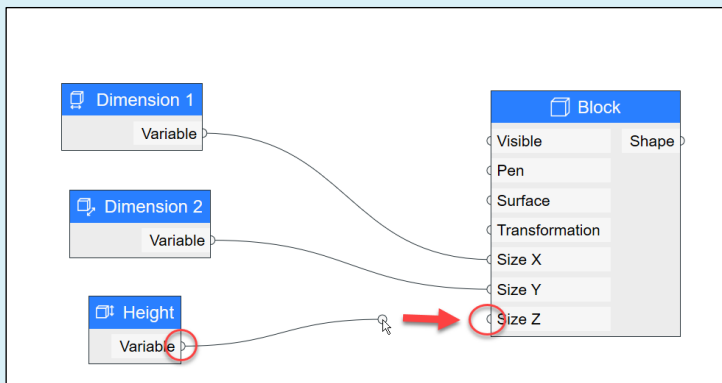 Dimension 1
Variable
Dimension 2
Variable
Height
Variable
Block
Visible
Shape
Pen
Surface
Transformation
Size X
Size Y
Size Z